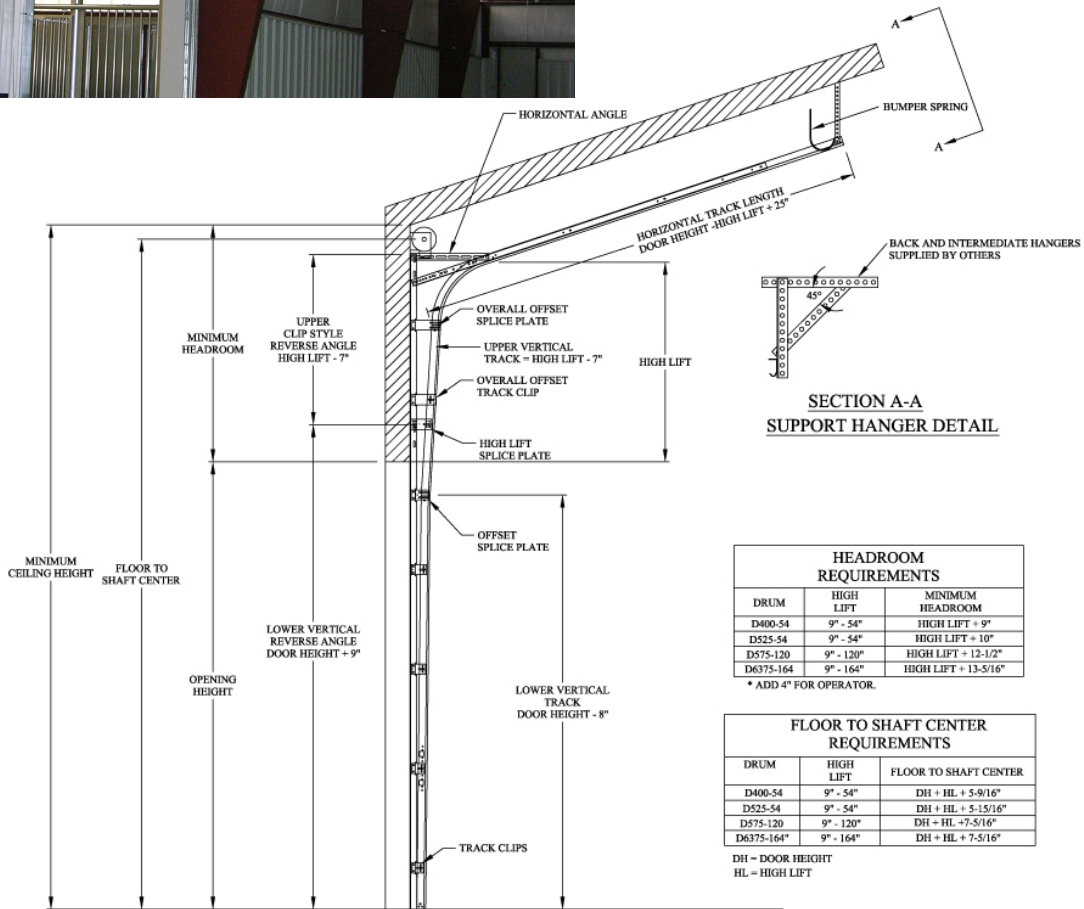 A
BUMPER SPRING
HORIZONTAL ANGLE
A
HORIZONTAL TRACK LENGTH
DOOR HEIGHT -HIGH LIFT + 25"
BACK AND INTERMEDIATE HANGERS
SUPPLIED BY OTHERS
45°
SECTION A-A
SUPPORT HANGER DETAIL
UPPER
CLIP STYLE
REVERSE ANGLE
HIGH LIFT - 7"
OVERALL OFFSET
SPLICE PLATE
MINIMUM
HEADROOM
UPPER VERTICAL
TRACK = HIGH LIFT - 7"
HIGH LIFT
OVERALL OFFSET
TRACK CLIP
HIGH LIFT
SPLICE PLATE
OFFSET
SPLICE PLATE
MINIMUM
CEILING HEIGHT
FLOOR TO
SHAFT CENTER
LOWER VERTICAL
REVERSE ANGLE
DOOR HEIGHT + 9"
OPENING
HEIGHT
LOWER VERTICAL
TRACK
DOOR HEIGHT - 8"
TRACK CLIPS
HEADROOM
REQUIREMENTS
DRUM HIGH LIFT MINIMUM HEADROOM
D400-54 9" - 54" HIGH LIFT + 9"
D525-54 9" - 54" HIGH LIFT + 10"
D575-120 9" - 120" HIGH LIFT + 12-1/2"
D6375-164 9" - 164" HIGH LIFT + 13-5/16"
* ADD 4" FOR OPERATOR.
FLOOR TO SHAFT CENTER
REQUIREMENTS
DRUM HIGH LIFT FLOOR TO SHAFT CENTER
D400-54 9" - 54" DH + HL + 5-9/16"
D525-54 9" - 54" DH + HL + 5-15/16"
D575-120 9" - 120" DH + HL +7-5/16"
D6375-164" 9" - 164" DH + HL + 7-5/16"
DH = DOOR HEIGHT
HL = HIGH LIFT